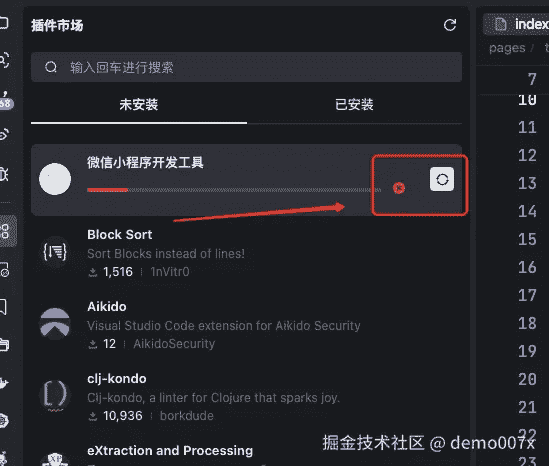 插件市场
index
输入回车进行搜索
pages /
未安装
已安装
微信小程序开发工具
Block Sort
Sort Blocks instead of lines!
1,516 | 1nVitr0
Aikido
Visual Studio Code extension for Aikido Security
12 | AikidoSecurity
clj-kondo
Clj-kondo, a linter for Clojure that sparks joy.
10,936 | borkdude
eXtraction and Processing
68
7
10
11
12
13
14
15
16
17
18
19
20
21
22
23
掘金技术社区 @ demo007x